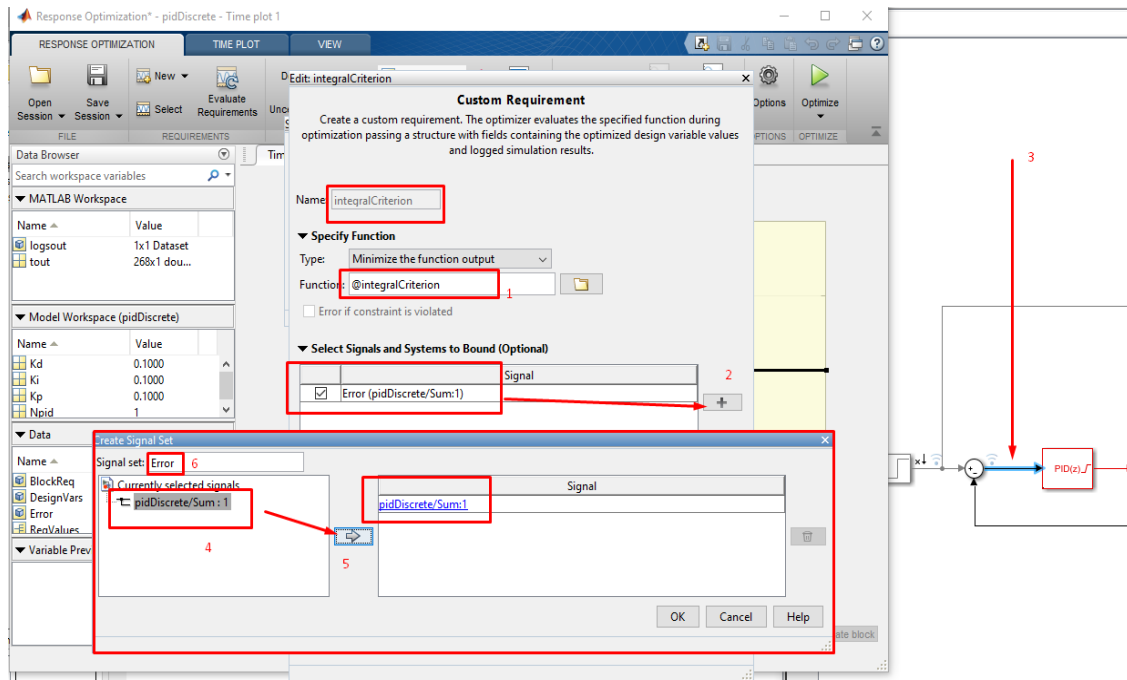 Response Optimization* - pidDiscrete - Time plot 1
RESPONSE OPTIMIZATION TIME PLOT VIEW
Open Session
Save Session
New
Select
Evaluate Requirements
Options
Optimize
FILE REQUIREMENTS OPTIONS OPTIMIZE
Data Browser
Search workspace variables
MATLAB Workspace
Name Value
logsout 1x1 Dataset
tout 268x1 dou...
Model Workspace (pidDiscrete)
Name Value
Kd 0.1000
Ki 0.1000
Kp 0.1000
Npid 1
Data
Name
BlockReq
DesignVars
Error
ReqValues
Variable Prev
Tim
Edit: integralCriterion
Custom Requirement
Create a custom requirement. The optimizer evaluates the specified function during
optimization passing a structure with fields containing the optimized design variable values
and logged simulation results.
Name: integralCriterion
Specify Function
Type: Minimize the function output
Function: @integralCriterion
1
Error if constraint is violated
Select Signals and Systems to Bound (Optional)
Signal
2
Error (pidDiscrete/Sum:1)
+
Create Signal Set
Signal set: Error 6
Currently selected signals
pidDiscrete/Sum : 1
4
5
Signal
pidDiscrete/Sum:1
OK Cancel Help
ate block
3
PID(z)